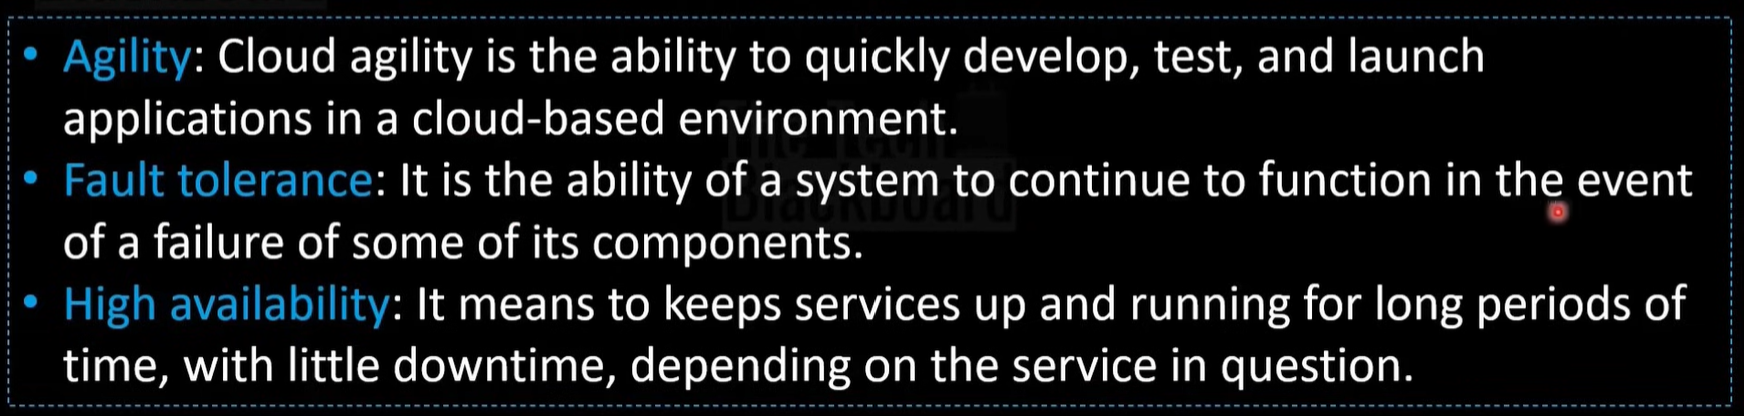 • Agility: Cloud agility is the ability to quickly develop, test, and launch
applications in a cloud-based environment.
• Fault tolerance: It is the ability of a system to continue to function in the event
of a failure of some of its components.
• High availability: It means to keeps services up and running for long periods of
time, with little downtime, depending on the service in question.
The Tech
Blackboard